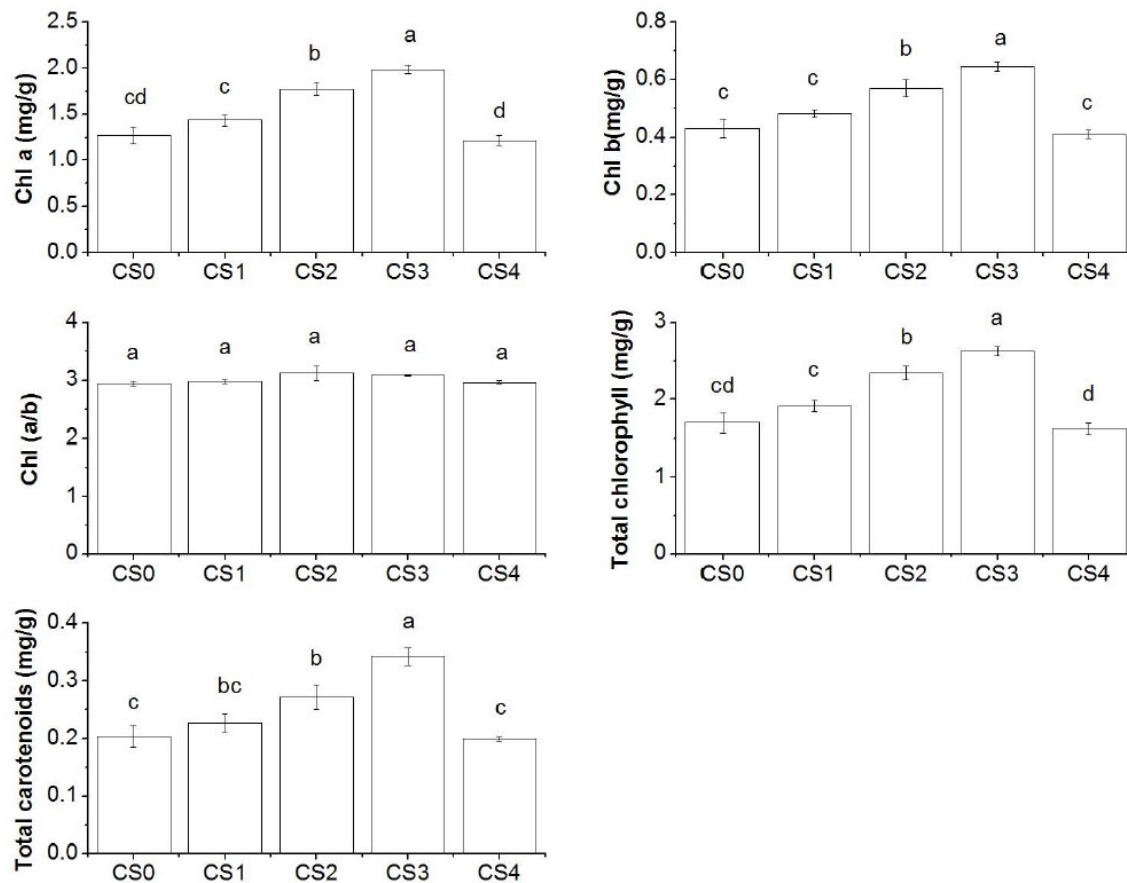 Chl a (mg/g)
2.5
2.0
1.5
1.0
0.5
0.0
cd
c
b
a
d
CS0 CS1 CS2 CS3 CS4
Chl b(mg/g)
0.8
0.6
0.4
0.2
0.0
c
c
b
a
c
CS0 CS1 CS2 CS3 CS4
Chl (a/b)
4
3
2
1
0
a
a
a
a
a
CS0 CS1 CS2 CS3 CS4
Total chlorophyll (mg/g)
3
2
1
0
cd
c
b
a
d
CS0 CS1 CS2 CS3 CS4
Total carotenoids (mg/g)
0.4
0.3
0.2
0.1
0.0
c
bc
b
a
c
CS0 CS1 CS2 CS3 CS4